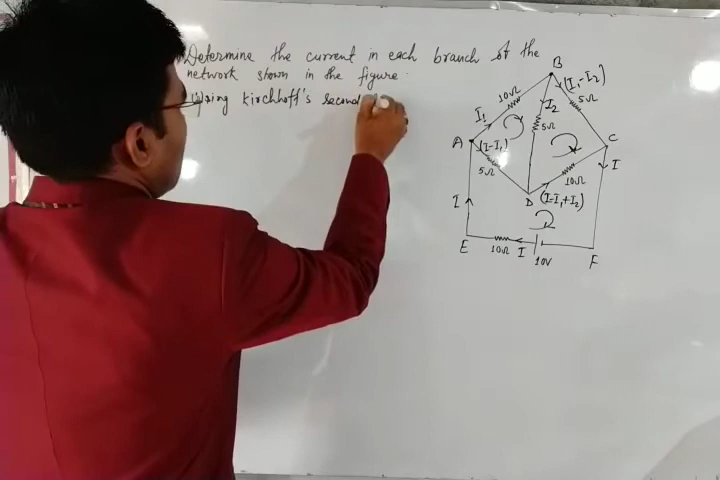 Determine the current in each branch of the
network shown in the figure.
Using Kirchhoff's second
B
(I₁-I₂)
10Ω
5Ω
I₁
I₂
5Ω
A
(I-I₁)
C
5Ω
I
10Ω
D
(I-I₁+I₂)
I
E
10Ω
I
10V
F